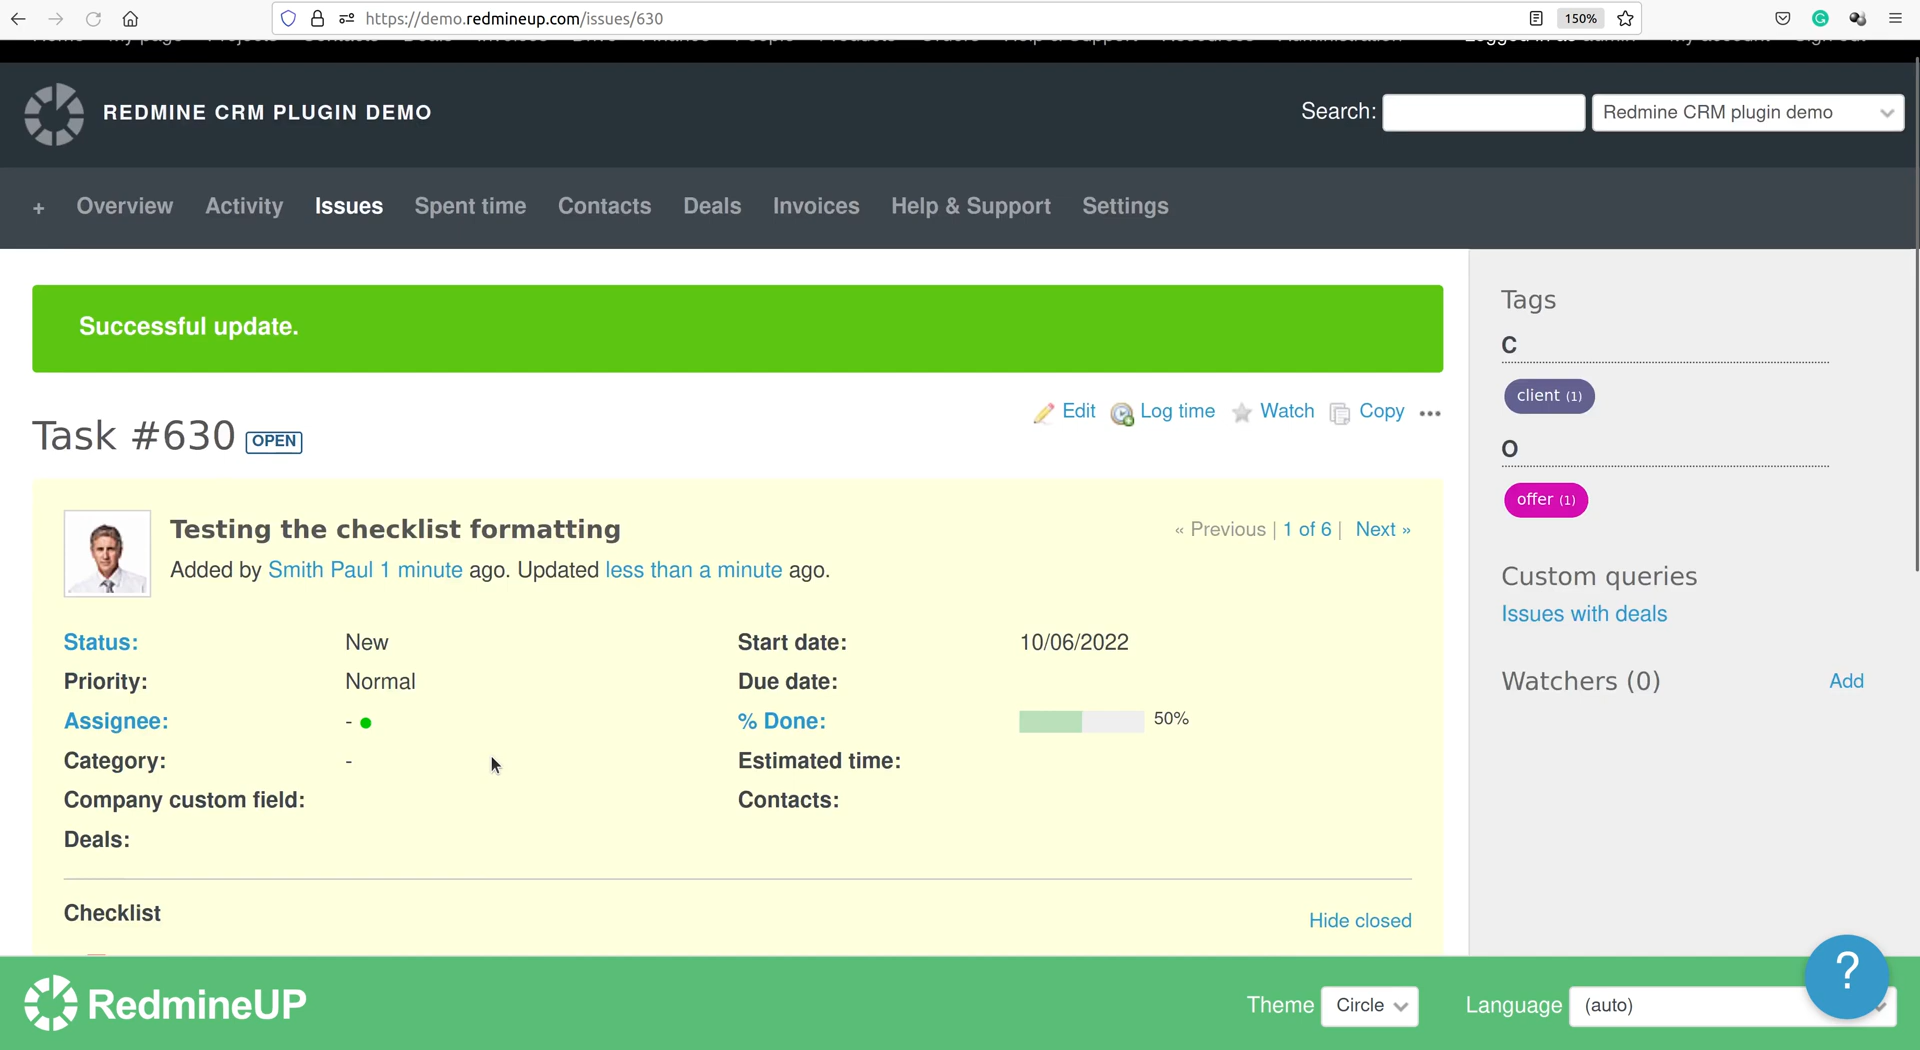 https://demo.redmineup.com/issues/630
150%
REDMINE CRM PLUGIN DEMO
Search:
Redmine CRM plugin demo
+ Overview Activity Issues Spent time Contacts Deals Invoices Help & Support Settings
Successful update.
Edit Log time Watch Copy
Task #630 OPEN
Testing the checklist formatting
« Previous | 1 of 6 | Next »
Added by Smith Paul 1 minute ago. Updated less than a minute ago.
Status: New Start date: 10/06/2022
Priority: Normal Due date:
Assignee: - % Done: 50%
Category: - Estimated time:
Company custom field: Contacts:
Deals:
Checklist Hide closed
Tags
C
client (1)
O
offer (1)
Custom queries
Issues with deals
Watchers (0) Add
?
RedmineUP Theme Circle Language (auto)